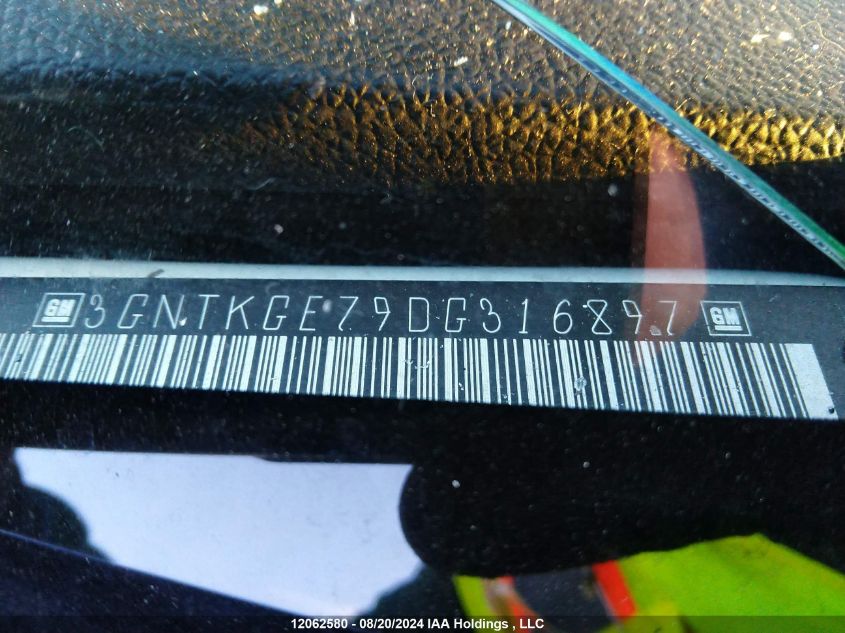 GM 3GNTKGE79DG316897 GM
12062580 - 08/20/2024 IAA Holdings , LLC